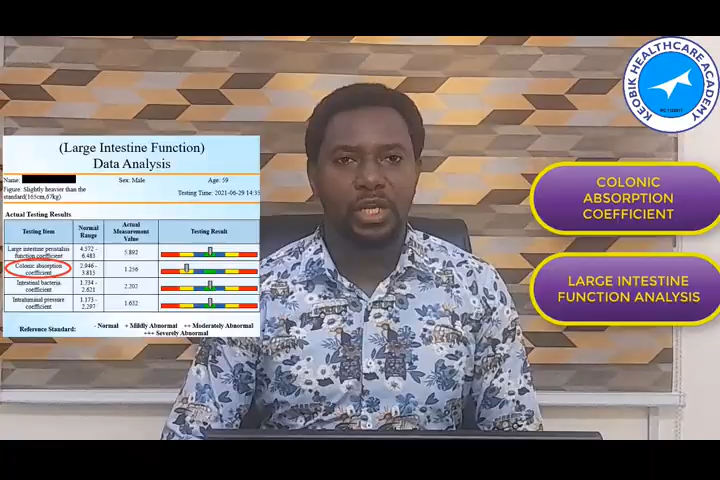 (Large Intestine Function)
Data Analysis
Name:
Sex: Male
Age: 59
Figure: Slightly heavier than the
standard(165cm,67kg)
Testing Time: 2021-06-29 14:35
Actual Testing Results
Testing Item
Normal
Range
Actual
Measurement
Value
Testing Result
Large intestine peristalsis
function coefficient
4.572 -
6.483
5.892
Colonic absorption
coefficient
2.946 -
3.815
1.256
Intestinal bacteria
coefficient
1.734 -
2.621
2.202
Intraluminal pressure
coefficient
1.173 -
2.297
1.632
Reference Standard:
- Normal + Mildly Abnormal ++ Moderately Abnormal
+++ Severely Abnormal
KEOBIK HEALTHCARE ACADEMY
COLONIC
ABSORPTION
COEFFICIENT
LARGE INTESTINE
FUNCTION ANALYSIS